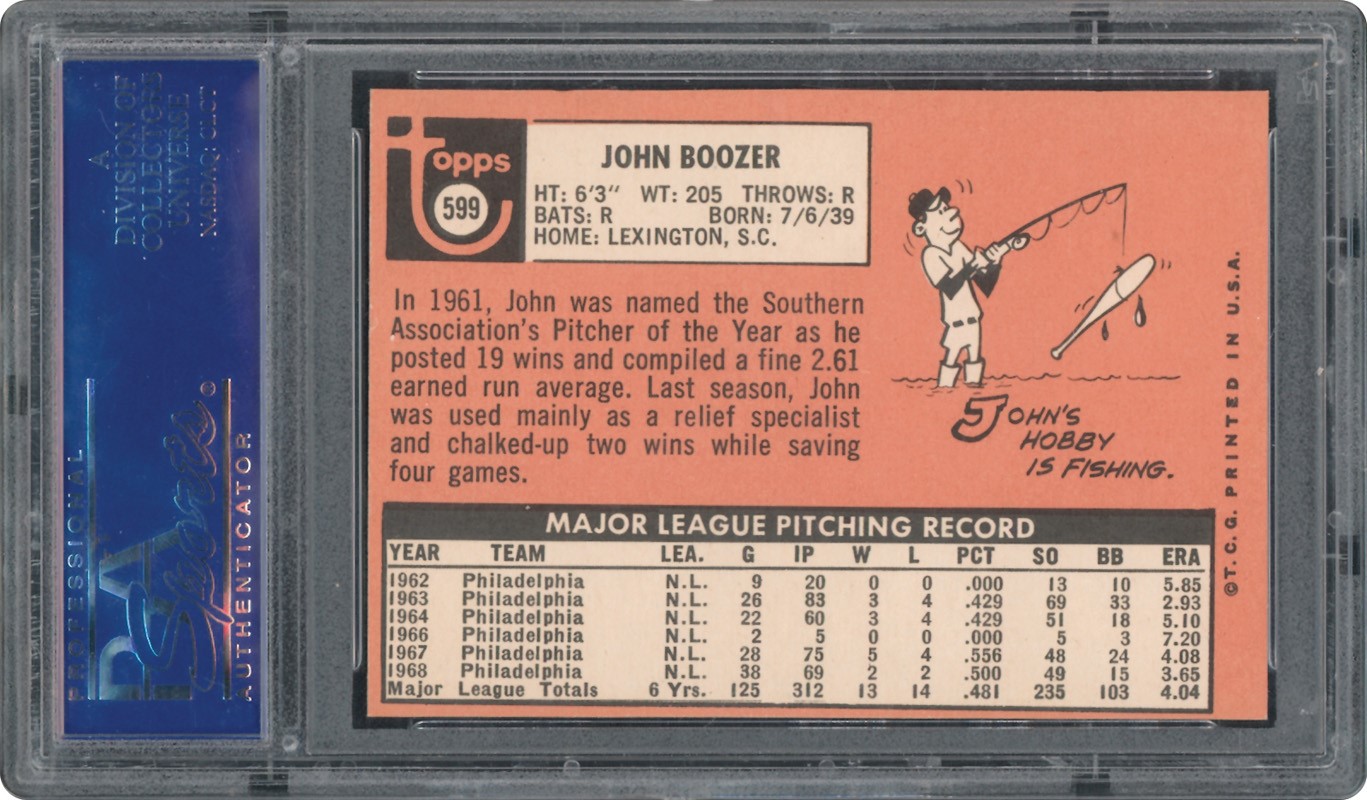 A
DIVISION OF
COLLECTORS
UNIVERSE
NASDAQ: CLCT
PROFESSIONAL
PSA
Sports
®
AUTHENTICATOR
Topps
599
JOHN BOOZER
HT: 6'3" WT: 205 THROWS: R
BATS: R BORN: 7/6/39
HOME: LEXINGTON, S.C.
In 1961, John was named the Southern
Association's Pitcher of the Year as he
posted 19 wins and compiled a fine 2.61
earned run average. Last season, John
was used mainly as a relief specialist
and chalked-up two wins while saving
four games.
JOHN'S
HOBBY
IS FISHING.
©T. C. G. PRINTED IN U.S.A.
MAJOR LEAGUE PITCHING RECORD
YEAR TEAM LEA. G IP W L PCT SO BB ERA
1962 Philadelphia N.L. 9 20 0 0 .000 13 10 5.85
1963 Philadelphia N.L. 26 83 3 4 .429 69 33 2.93
1964 Philadelphia N.L. 22 60 3 4 .429 51 18 5.10
1966 Philadelphia N.L. 2 5 0 0 .000 5 3 7.20
1967 Philadelphia N.L. 28 75 5 4 .556 48 24 4.08
1968 Philadelphia N.L. 38 69 2 2 .500 49 15 3.65
Major League Totals 6 Yrs. 125 312 13 14 .481 235 103 4.04